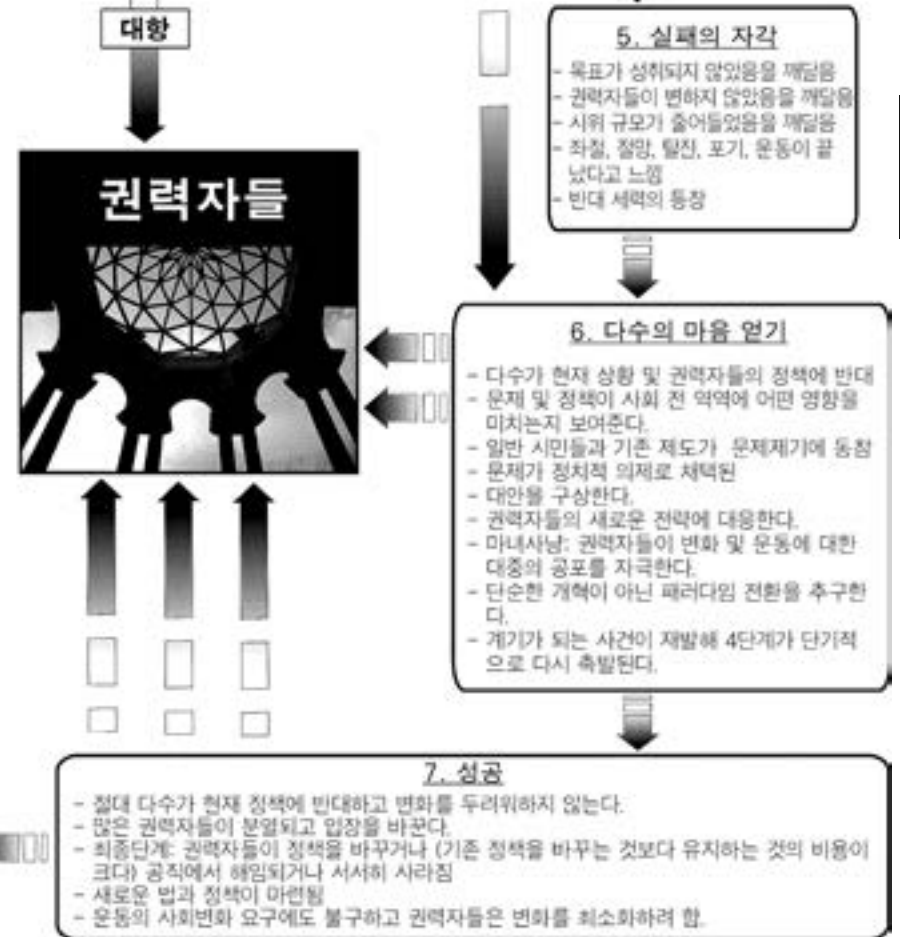 대항
권력자들
5. 실패의 자각
- 목표가 성취되지 않았음을 깨달음
- 권력자들이 변하지 않았음을 깨달음
- 시위 규모가 줄어들었음을 깨달음
- 좌절, 절망, 탈진, 포기, 운동이 끝
났다고 느낌
- 반대 세력의 등장
6. 다수의 마음 얻기
- 다수가 현재 상황 및 권력자들의 정책에 반대
- 문제 및 정책이 사회 전 악역에 어떤 영향을
미치는지 보여준다.
- 일반 시민들과 기존 제도가 문제제기에 동참
- 문제가 정치적 의제로 채택된
- 대안을 구상한다.
- 권력자들의 새로운 전략에 대응한다.
- 마녀사냥: 권력자들이 변화 및 운동에 대한
대중의 공포를 자극한다.
- 단순한 개혁이 아닌 패러다임 전환을 추구한
다.
- 계기가 되는 사건이 재발해 4단계가 단기적
으로 다시 촉발된다.
7. 성공
- 절대 다수가 현재 정책에 반대하고 변화를 두려워하지 않는다.
- 많은 권력자들이 분열되고 입장을 바꾼다.
- 최종단계: 권력자들이 정책을 바꾸거나 (기존 정책을 바꾸는 것보다 유지하는 것의 비용이
크다) 공직에서 해임되거나 서서히 사라짐
- 새로운 법과 정책이 마련됨
- 운동의 사회변화 요구에도 불구하고 권력자들은 변화를 최소화하려 함.